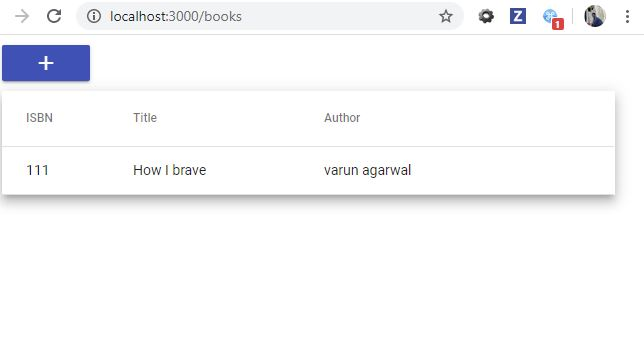 localhost:3000/books
Z
1
+
ISBN Title Author
111 How I brave varun agarwal